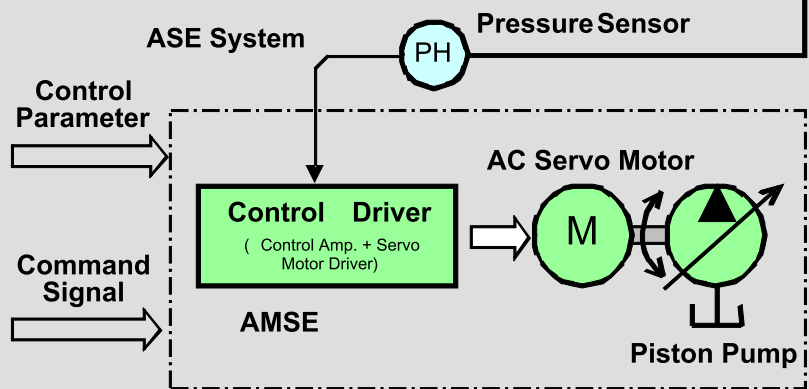 ASE System
PH
Pressure Sensor
Control
Parameter
AC Servo Motor
Control Driver
( Control Amp. + Servo
Motor Driver)
M
Command
Signal
AMSE
Piston Pump